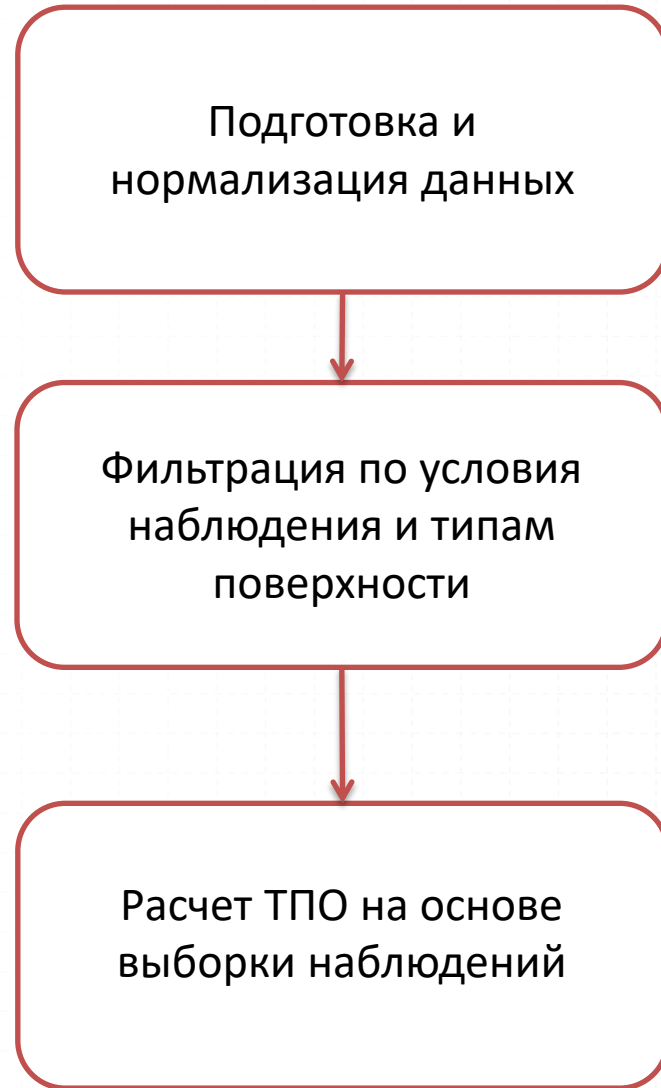 Подготовка и
нормализация данных
Фильтрация по условия
наблюдения и типам
поверхности
Расчет ТПО на основе
выборки наблюдений